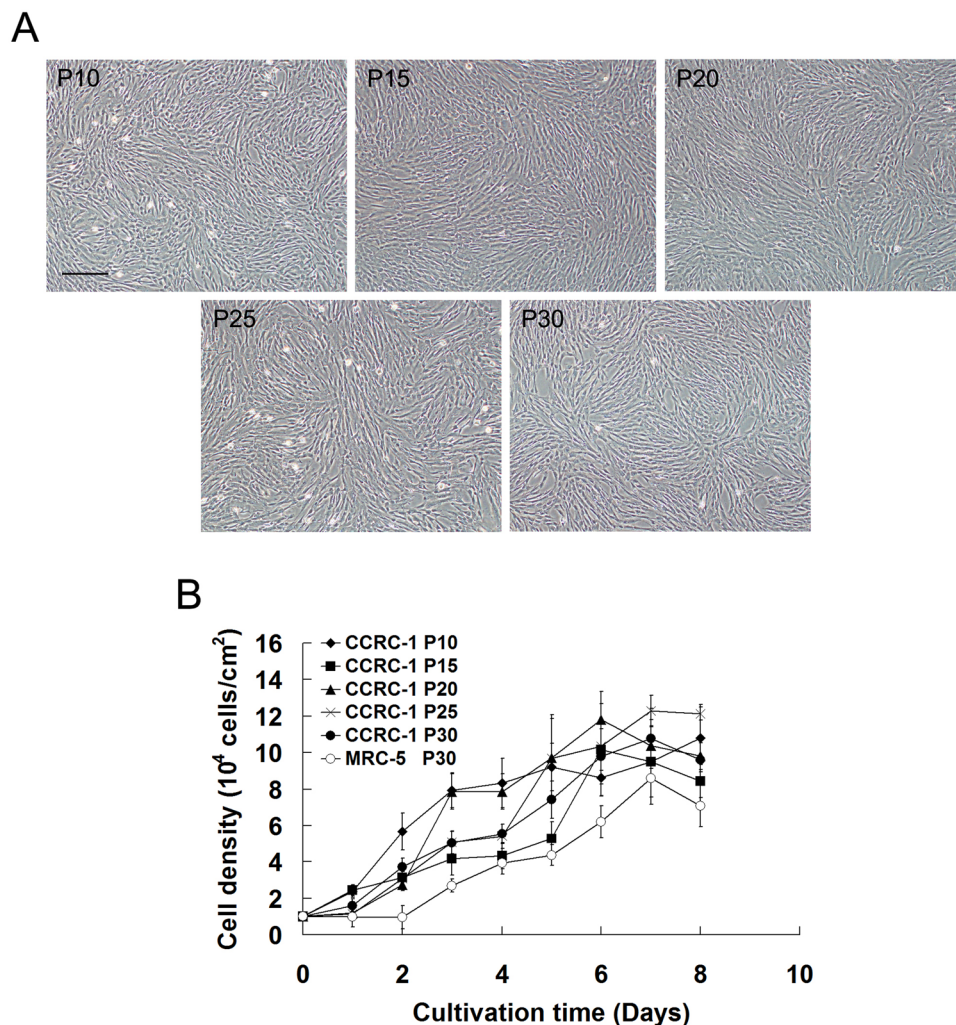 A
P10
P15
P20
P25
P30
B
Cell density (10⁴ cells/cm²)
16
14
12
10
8
6
4
2
0
CCRC-1 P10
CCRC-1 P15
CCRC-1 P20
CCRC-1 P25
CCRC-1 P30
MRC-5 P30
0 2 4 6 8 10
Cultivation time (Days)